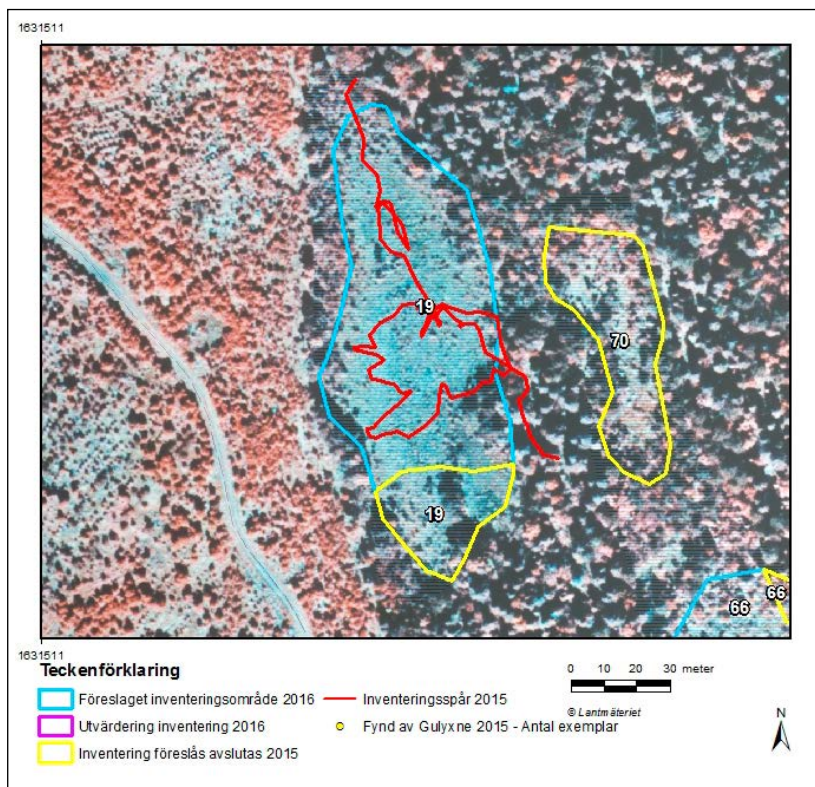 1631511
19
70
19
66
66
1631511
Teckenförklaring
Föreslaget inventeringsområde 2016
Utvärdering inventering 2016
Inventering föreslås avslutas 2015
Inventeringsspår 2015
Fynd av Gulyxne 2015 - Antal exemplar
0 10 20 30 meter
© Lantmäteriet
N